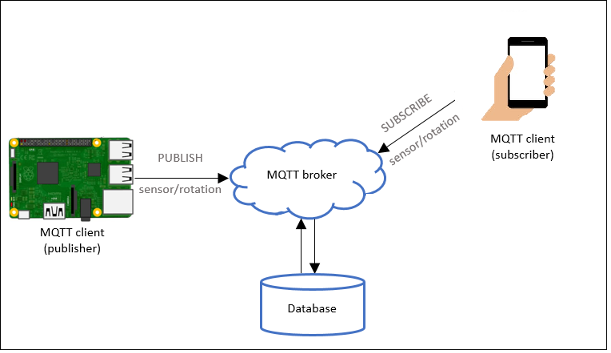 SUBSCRIBE
sensor/rotation
MQTT client
(subscriber)
PUBLISH
sensor/rotation
MQTT broker
MQTT client
(publisher)
Database